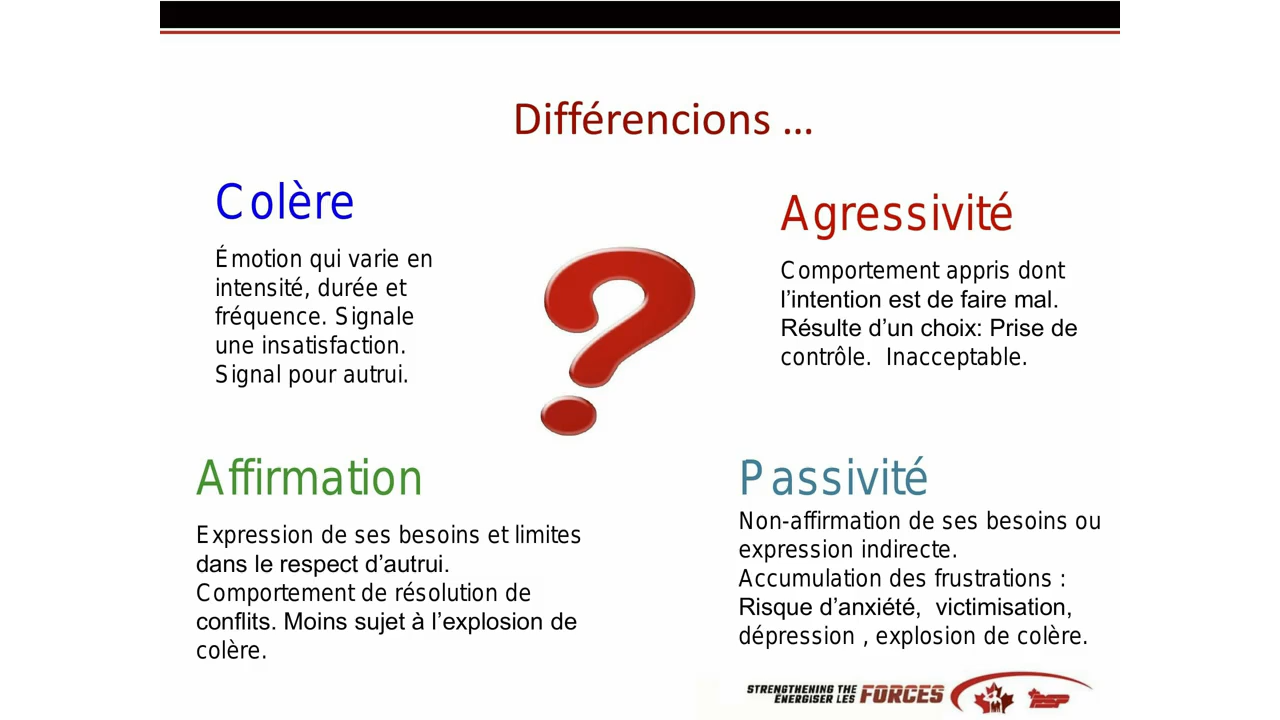 Différencions ...
Colère
Émotion qui varie en
intensité, durée et
fréquence. Signale
une insatisfaction.
Signal pour autrui.
Agressivité
Comportement appris dont
l’intention est de faire mal.
Résulte d’un choix: Prise de
contrôle.  Inacceptable.
Affirmation
Expression de ses besoins et limites
dans le respect d’autrui.
Comportement de résolution de
conflits. Moins sujet à l’explosion de
colère.
Passivité
Non-affirmation de ses besoins ou
expression indirecte.
Accumulation des frustrations :
Risque d’anxiété,  victimisation,
dépression , explosion de colère.
STRENGTHENING THE
ENERGISER LES FORCES
PSP